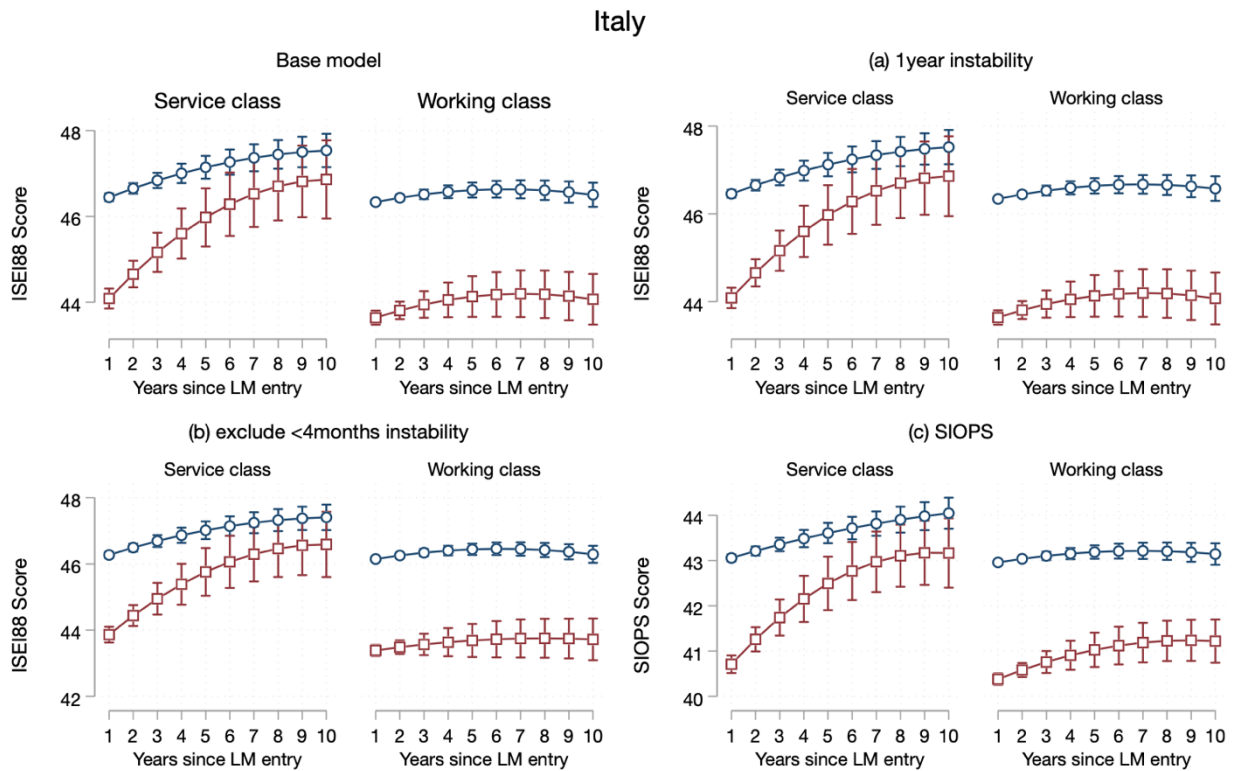 Italy
Base model
Service class
Working class
ISEI88 Score
48
46
44
1 2 3 4 5 6 7 8 9 10
1 2 3 4 5 6 7 8 9 10
Years since LM entry
Years since LM entry
(a) 1year instability
Service class
Working class
ISEI88 Score
48
46
44
1 2 3 4 5 6 7 8 9 10
1 2 3 4 5 6 7 8 9 10
Years since LM entry
Years since LM entry
(b) exclude <4months instability
Service class
Working class
ISEI88 Score
48
46
44
42
1 2 3 4 5 6 7 8 9 10
1 2 3 4 5 6 7 8 9 10
Years since LM entry
Years since LM entry
(c) SIOPS
Service class
Working class
SIOPS Score
44
43
42
41
40
1 2 3 4 5 6 7 8 9 10
1 2 3 4 5 6 7 8 9 10
Years since LM entry
Years since LM entry